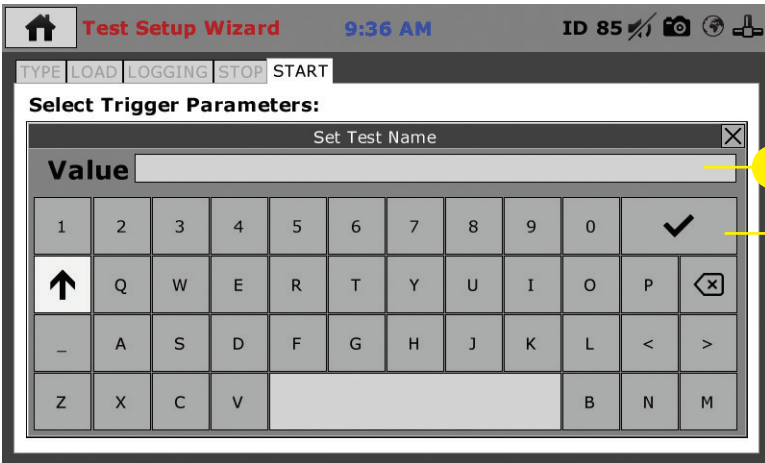 Test Setup Wizard 9:36 AM ID 85
TYPE LOAD LOGGING STOP START
Select Trigger Parameters:
Set Test Name
Value
1 2 3 4 5 6 7 8 9 0
Q W E R T Y U I O P
_ A S D F G H J K L < >
Z X C V B N M